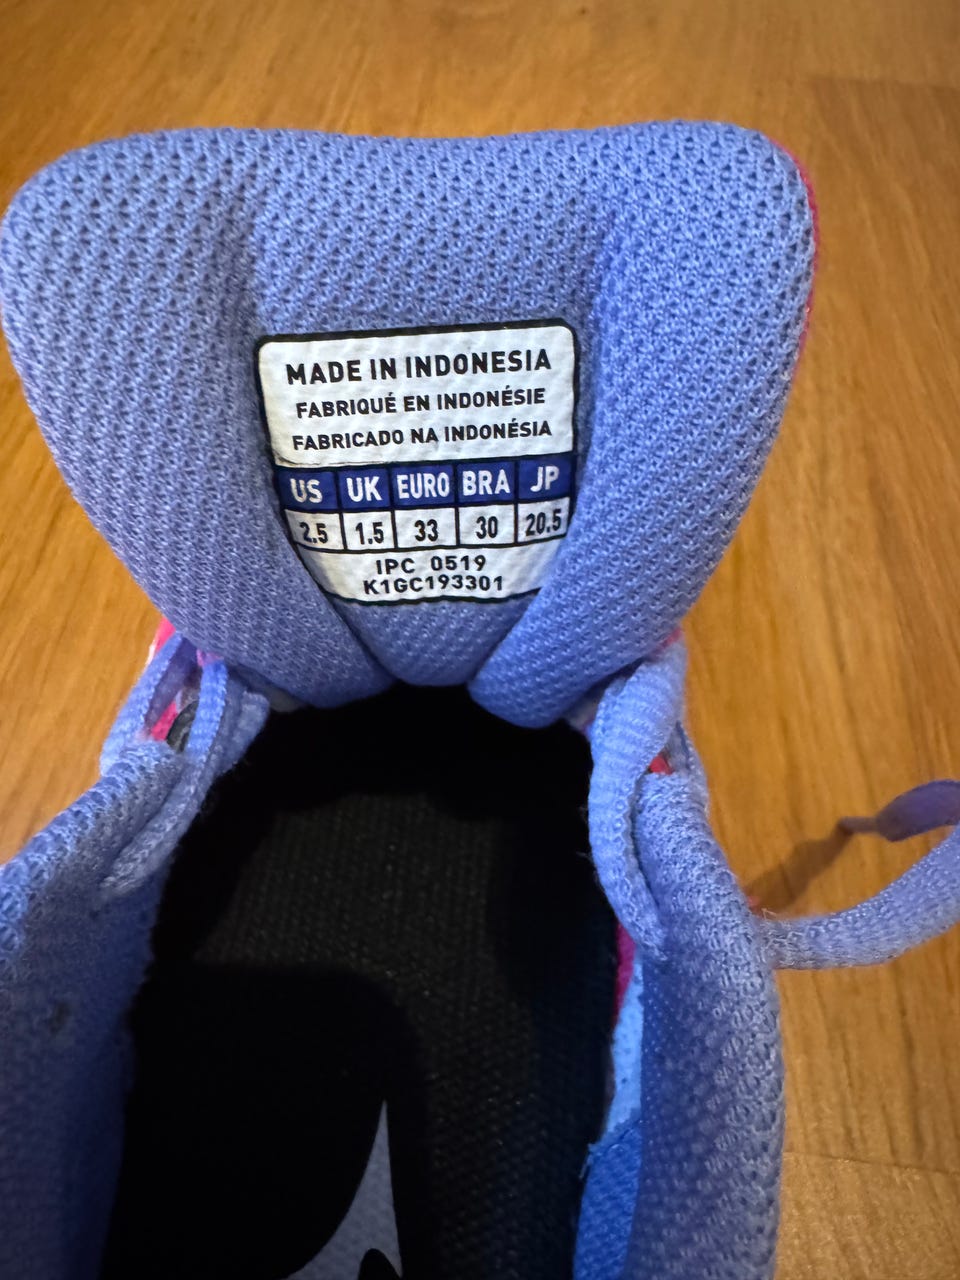 MADE IN INDONESIA
FABRIQUÉ EN INDONÉSIE
FABRICADO NA INDONÉSIA
US UK EURO BRA JP
2.5 1.5 33 30 20.5
IPC 0519
K1GC193301